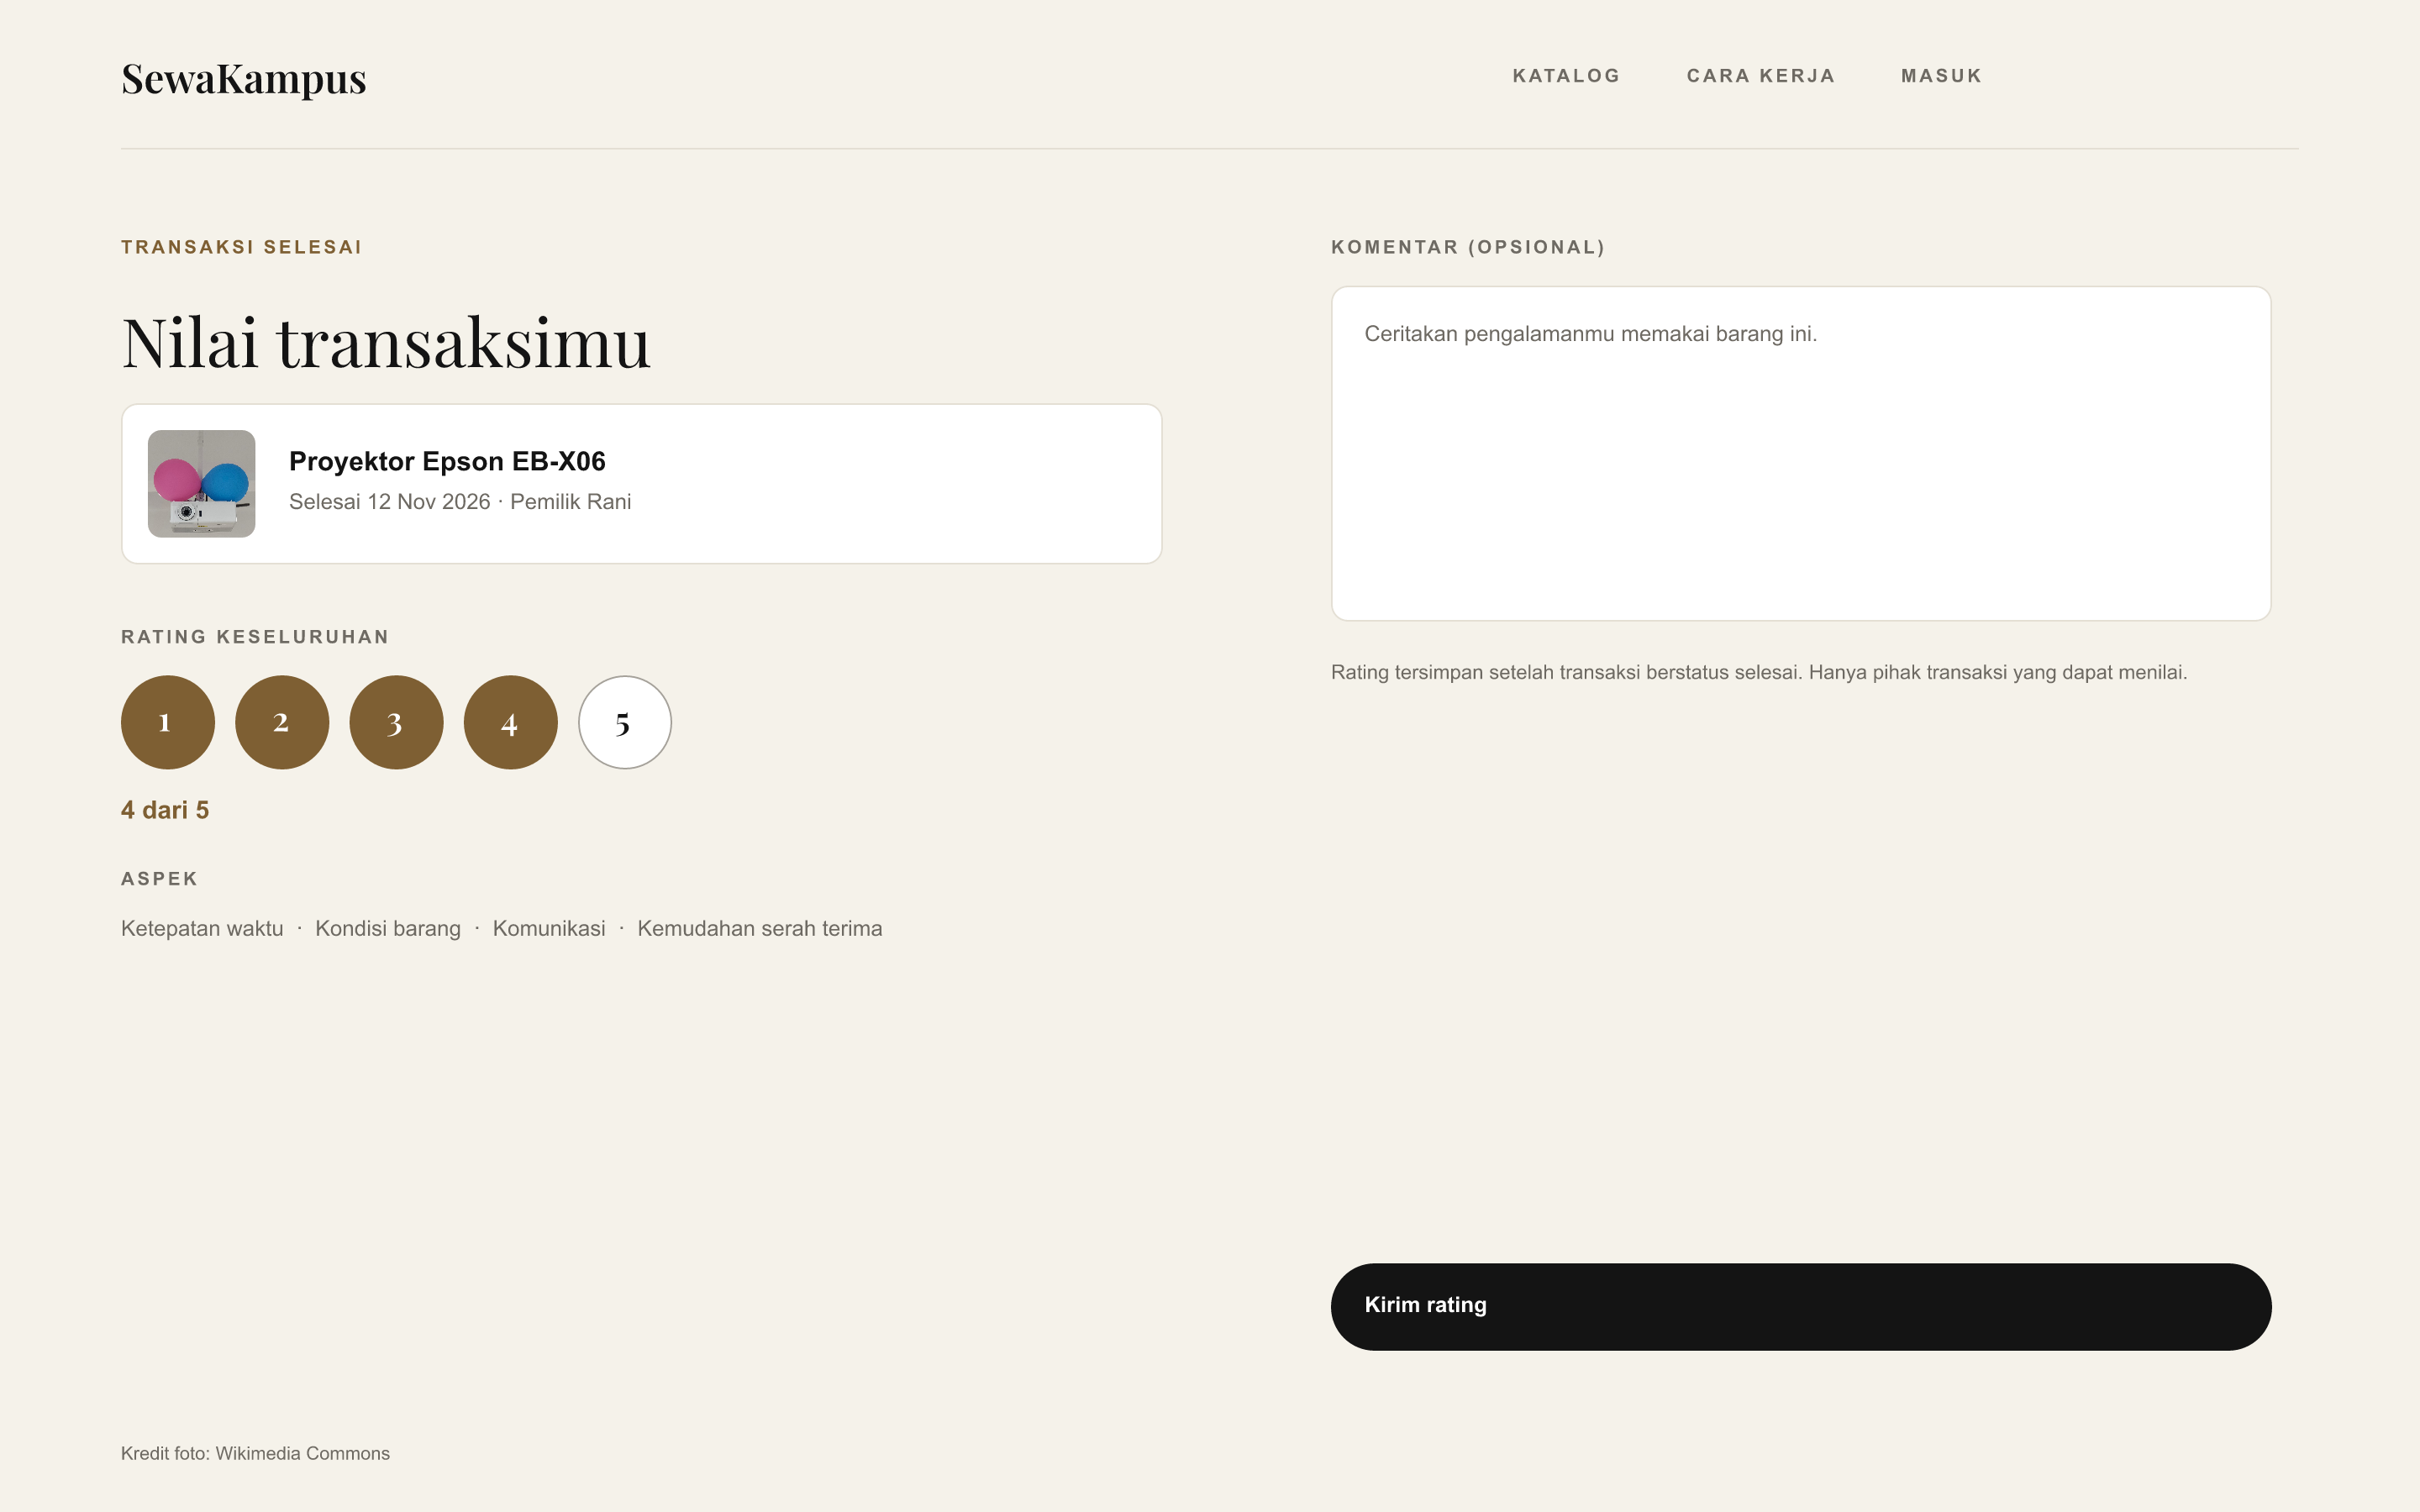 SewaKampus
KATALOG
CARA KERJA
MASUK
TRANSAKSI SELESAI
Nilai transaksimu
Proyektor Epson EB-X06
Selesai 12 Nov 2026 · Pemilik Rani
RATING KESELURUHAN
1 2 3 4 5
4 dari 5
ASPEK
Ketepatan waktu · Kondisi barang · Komunikasi · Kemudahan serah terima
KOMENTAR (OPSIONAL)
Ceritakan pengalamanmu memakai barang ini.
Rating tersimpan setelah transaksi berstatus selesai. Hanya pihak transaksi yang dapat menilai.
Kirim rating
Kredit foto: Wikimedia Commons